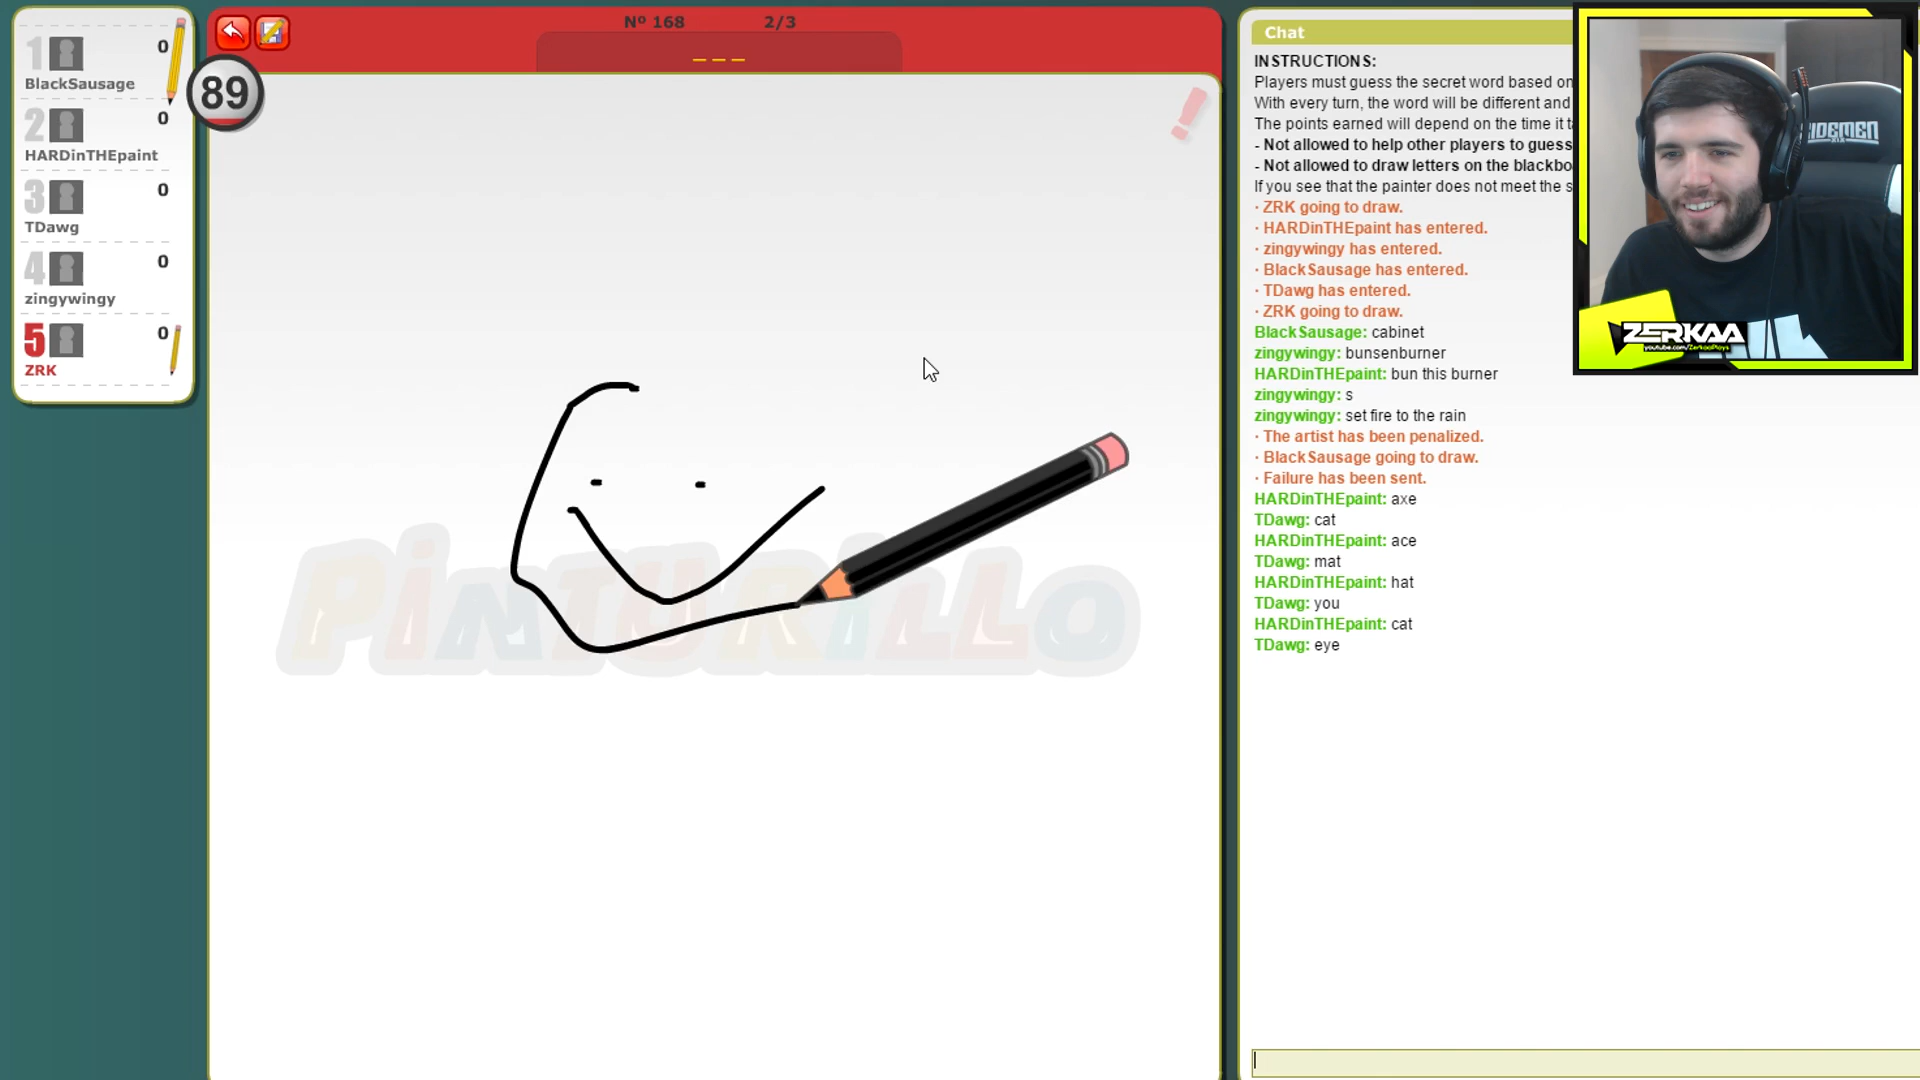 1
0
BlackSausage
2
0
HARDinTHEpaint
3
0
TDawg
4
0
zingywingy
5
0
ZRK
89
Nº 168
2/3
_ _ _
!
PINTURILLO
Chat
INSTRUCTIONS:
Players must guess the secret word based on
With every turn, the word will be different and
The points earned will depend on the time it ta
- Not allowed to help other players to guess
- Not allowed to draw letters on the blackbo
If you see that the painter does not meet the s
· ZRK going to draw.
· HARDinTHEpaint has entered.
· zingywingy has entered.
· BlackSausage has entered.
· TDawg has entered.
· ZRK going to draw.
BlackSausage: cabinet
zingywingy: bunsenburner
HARDinTHEpaint: bun this burner
zingywingy: s
zingywingy: set fire to the rain
· The artist has been penalized.
· BlackSausage going to draw.
· Failure has been sent.
HARDinTHEpaint: axe
TDawg: cat
HARDinTHEpaint: ace
TDawg: mat
HARDinTHEpaint: hat
TDawg: you
HARDinTHEpaint: cat
TDawg: eye
IDEMEN
ZERKAA
youtube.com/ZerkaaPlays